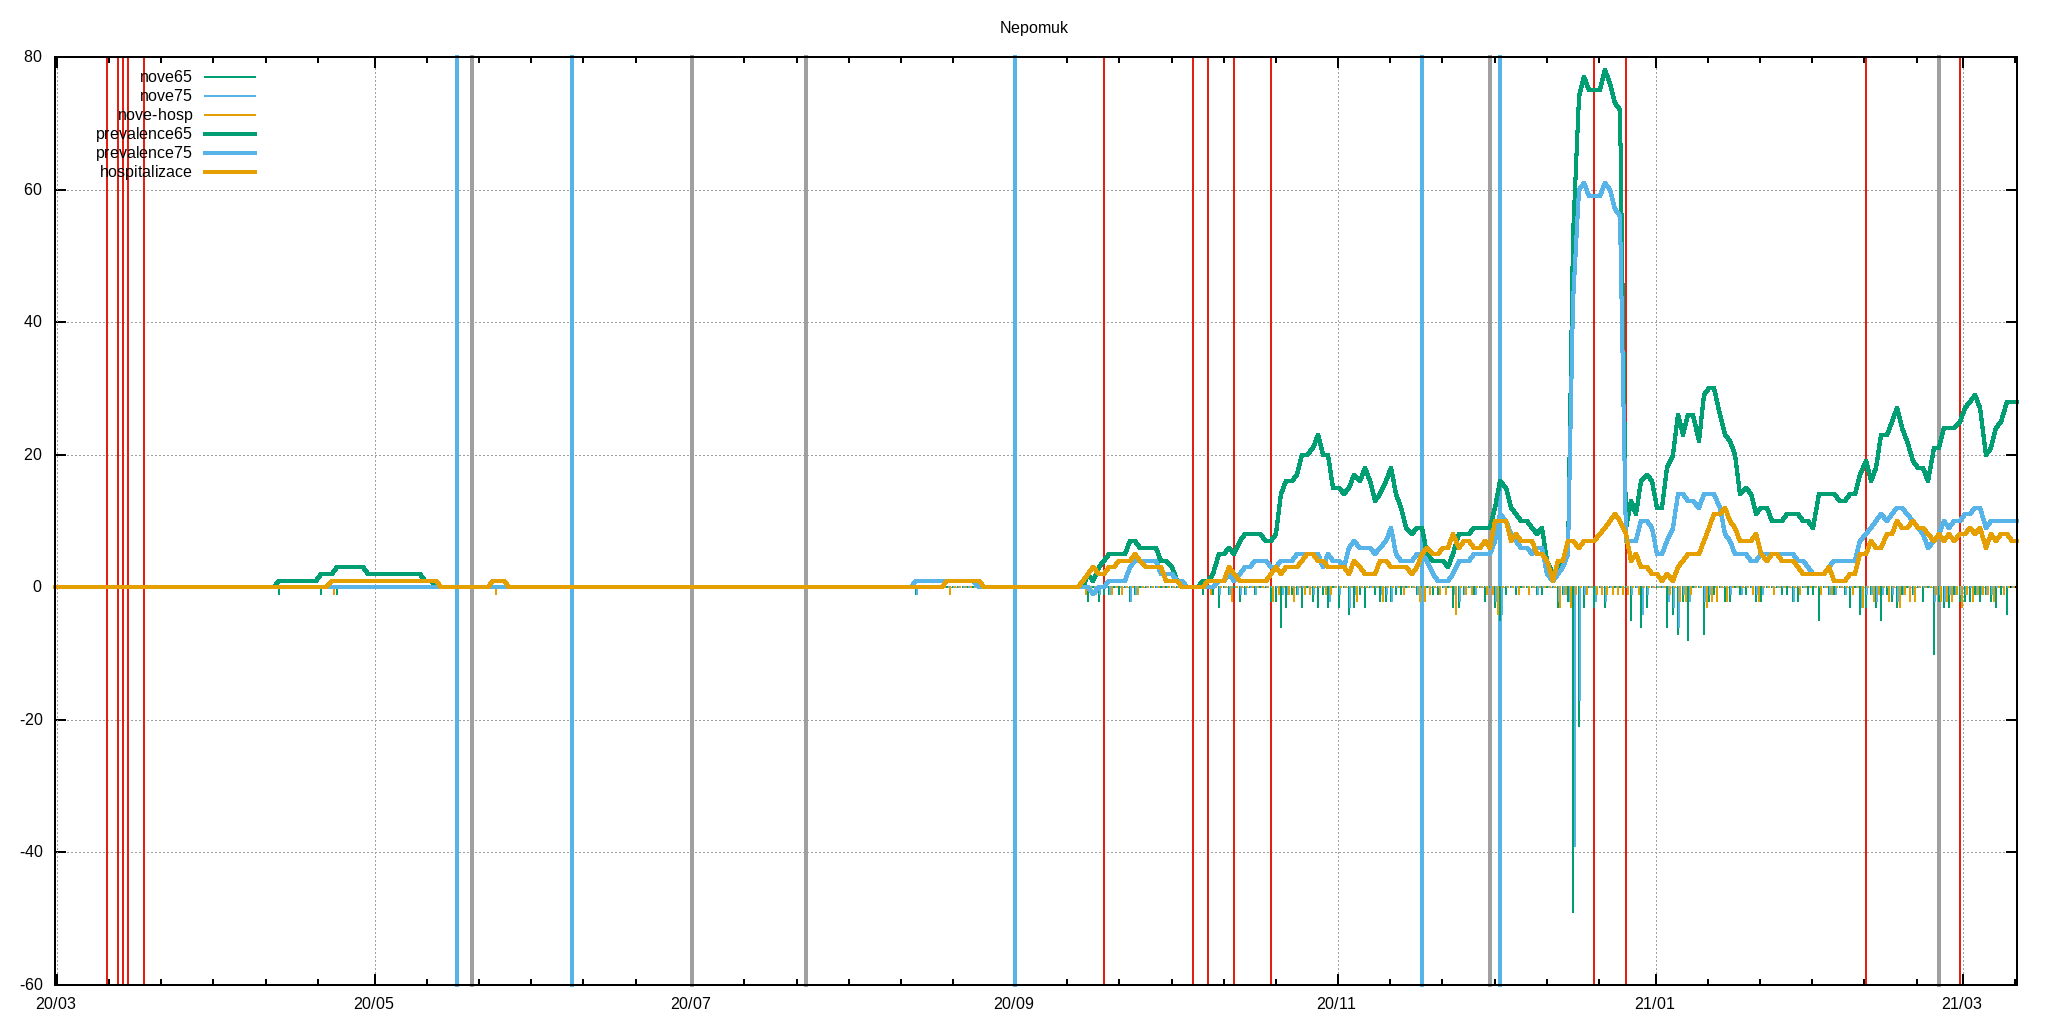 Nepomuk
80
nove65
nove75
nove-hosp
prevalence65
prevalence75
hospitalizace
60
40
20
0
-20
-40
-60
20/03 20/05 20/07 20/09 20/11 21/01 21/03